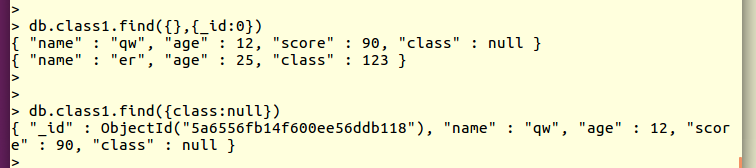 >
> db.class1.find({},{_id:0})
{ "name" : "qw", "age" : 12, "score" : 90, "class" : null }
{ "name" : "er", "age" : 25, "class" : 123 }
>
>
> db.class1.find({class:null})
{ "_id" : ObjectId("5a6556fb14f600ee56ddb118"), "name" : "qw", "age" : 12, "scor
e" : 90, "class" : null }
>